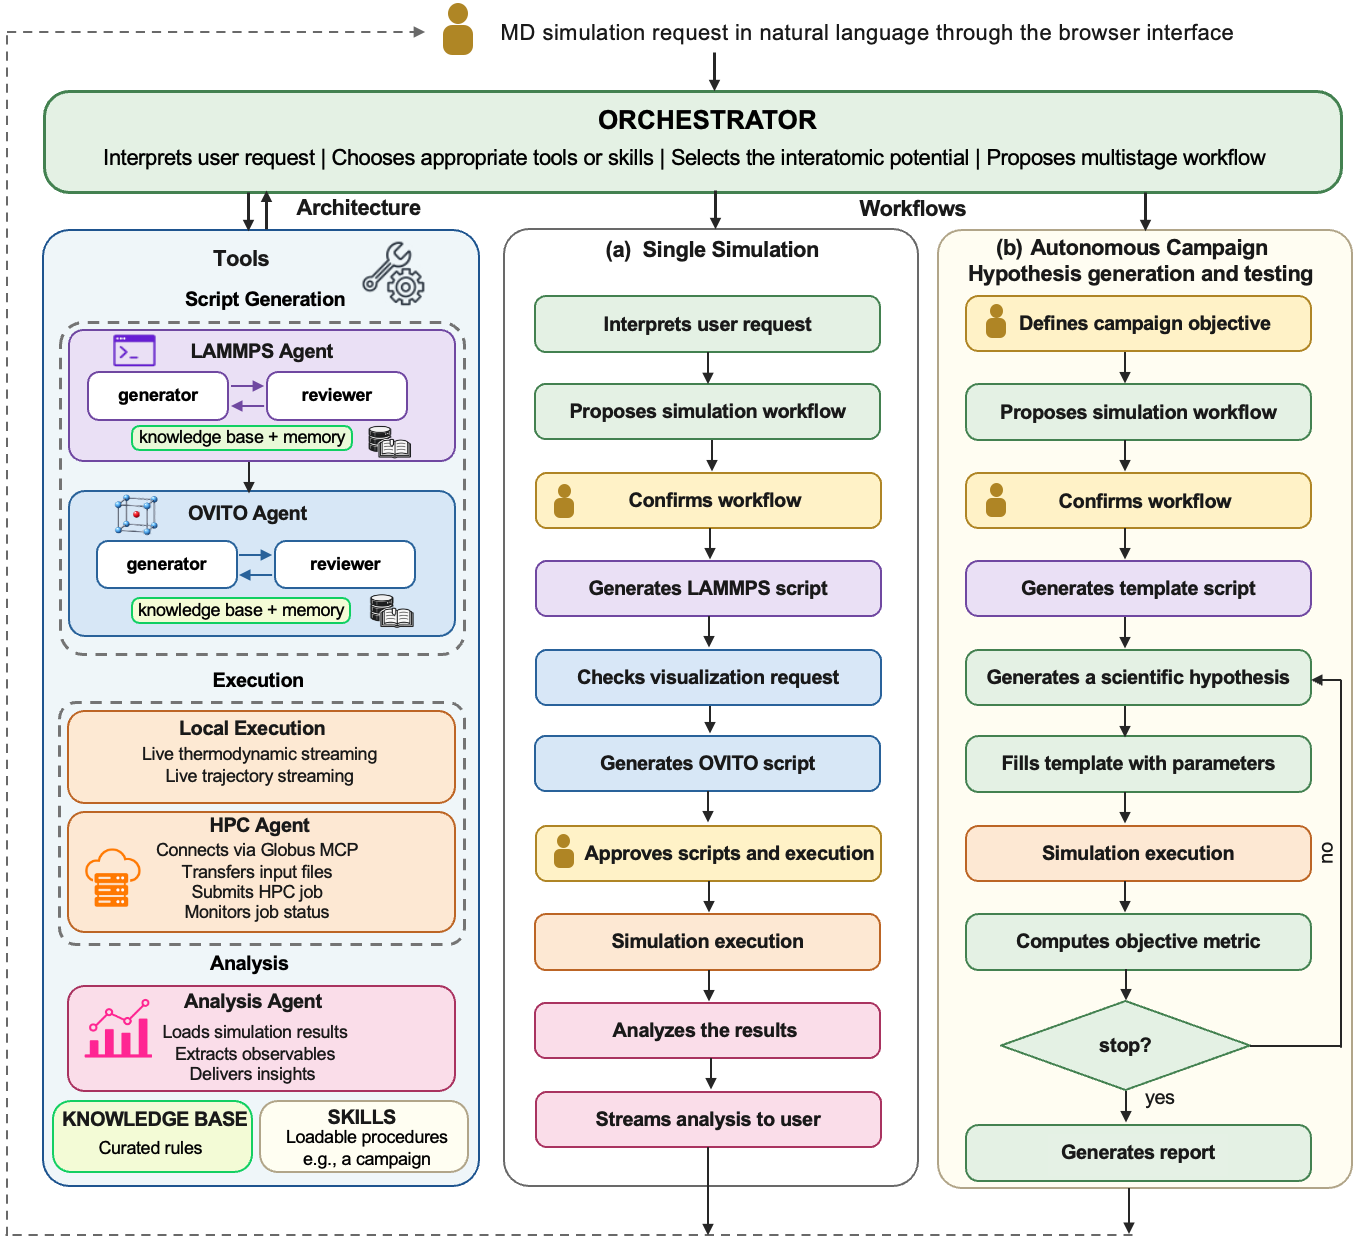 MD simulation request in natural language through the browser interface
ORCHESTRATOR
Interprets user request | Chooses appropriate tools or skills | Selects the interatomic potential | Proposes multistage workflow
Architecture
Workflows
Tools
Script Generation
LAMMPS Agent
generator
reviewer
knowledge base + memory
OVITO Agent
generator
reviewer
knowledge base + memory
Execution
Local Execution
Live thermodynamic streaming
Live trajectory streaming
HPC Agent
Connects via Globus MCP
Transfers input files
Submits HPC job
Monitors job status
Analysis
Analysis Agent
Loads simulation results
Extracts observables
Delivers insights
KNOWLEDGE BASE
Curated rules
SKILLS
Loadable procedures
e.g., a campaign
(a) Single Simulation
Interprets user request
Proposes simulation workflow
Confirms workflow
Generates LAMMPS script
Checks visualization request
Generates OVITO script
Approves scripts and execution
Simulation execution
Analyzes the results
Streams analysis to user
(b) Autonomous Campaign
Hypothesis generation and testing
Defines campaign objective
Proposes simulation workflow
Confirms workflow
Generates template script
Generates a scientific hypothesis
Fills template with parameters
Simulation execution
Computes objective metric
stop?
no
yes
Generates report